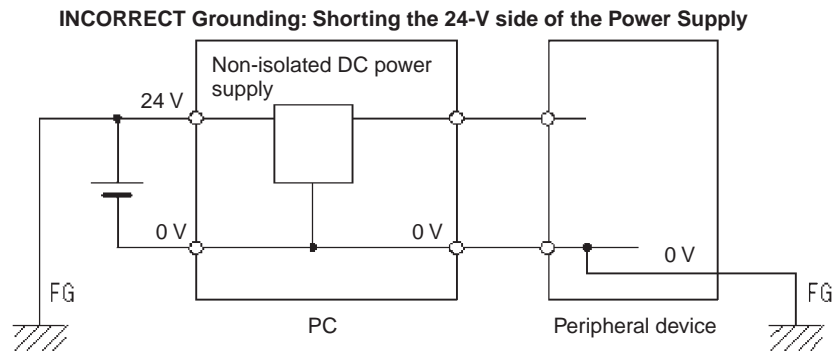 INCORRECT Grounding: Shorting the 24-V side of the Power Supply
Non-isolated DC power
supply
24 V
0 V
0 V
0 V
FG
FG
PC
Peripheral device